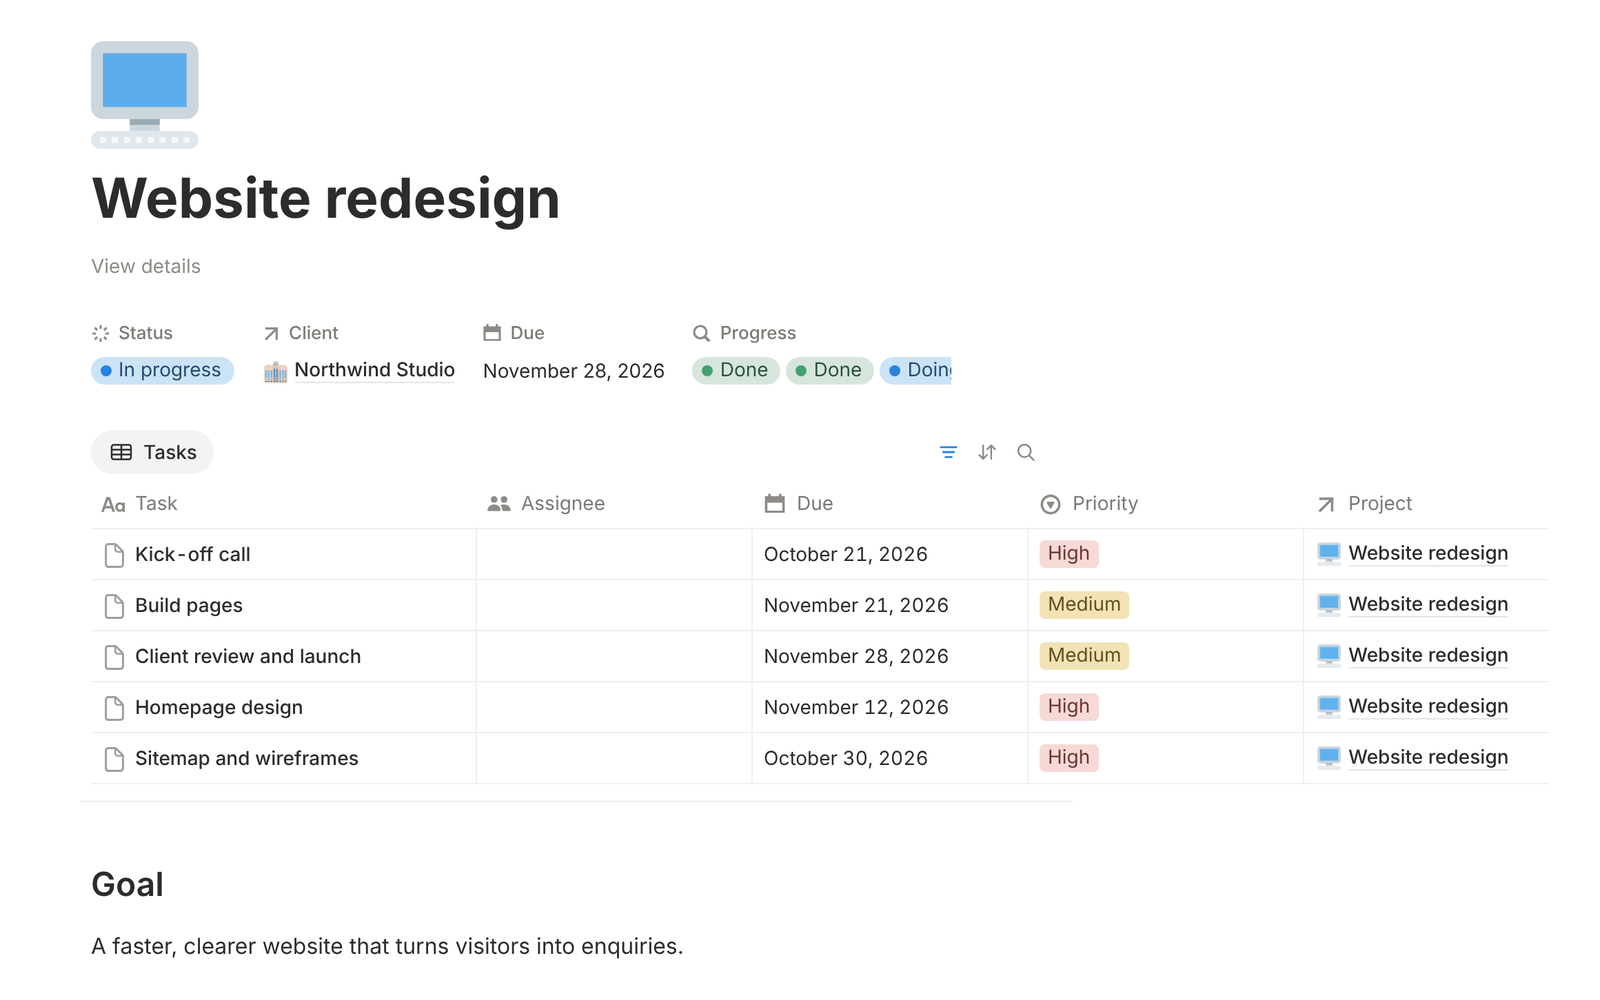 Website redesign
View details
Status Client Due Progress
In progress Northwind Studio November 28, 2026 Done Done Doing
Tasks
Aa Task Assignee Due Priority Project
Kick-off call October 21, 2026 High Website redesign
Build pages November 21, 2026 Medium Website redesign
Client review and launch November 28, 2026 Medium Website redesign
Homepage design November 12, 2026 High Website redesign
Sitemap and wireframes October 30, 2026 High Website redesign
Goal
A faster, clearer website that turns visitors into enquiries.